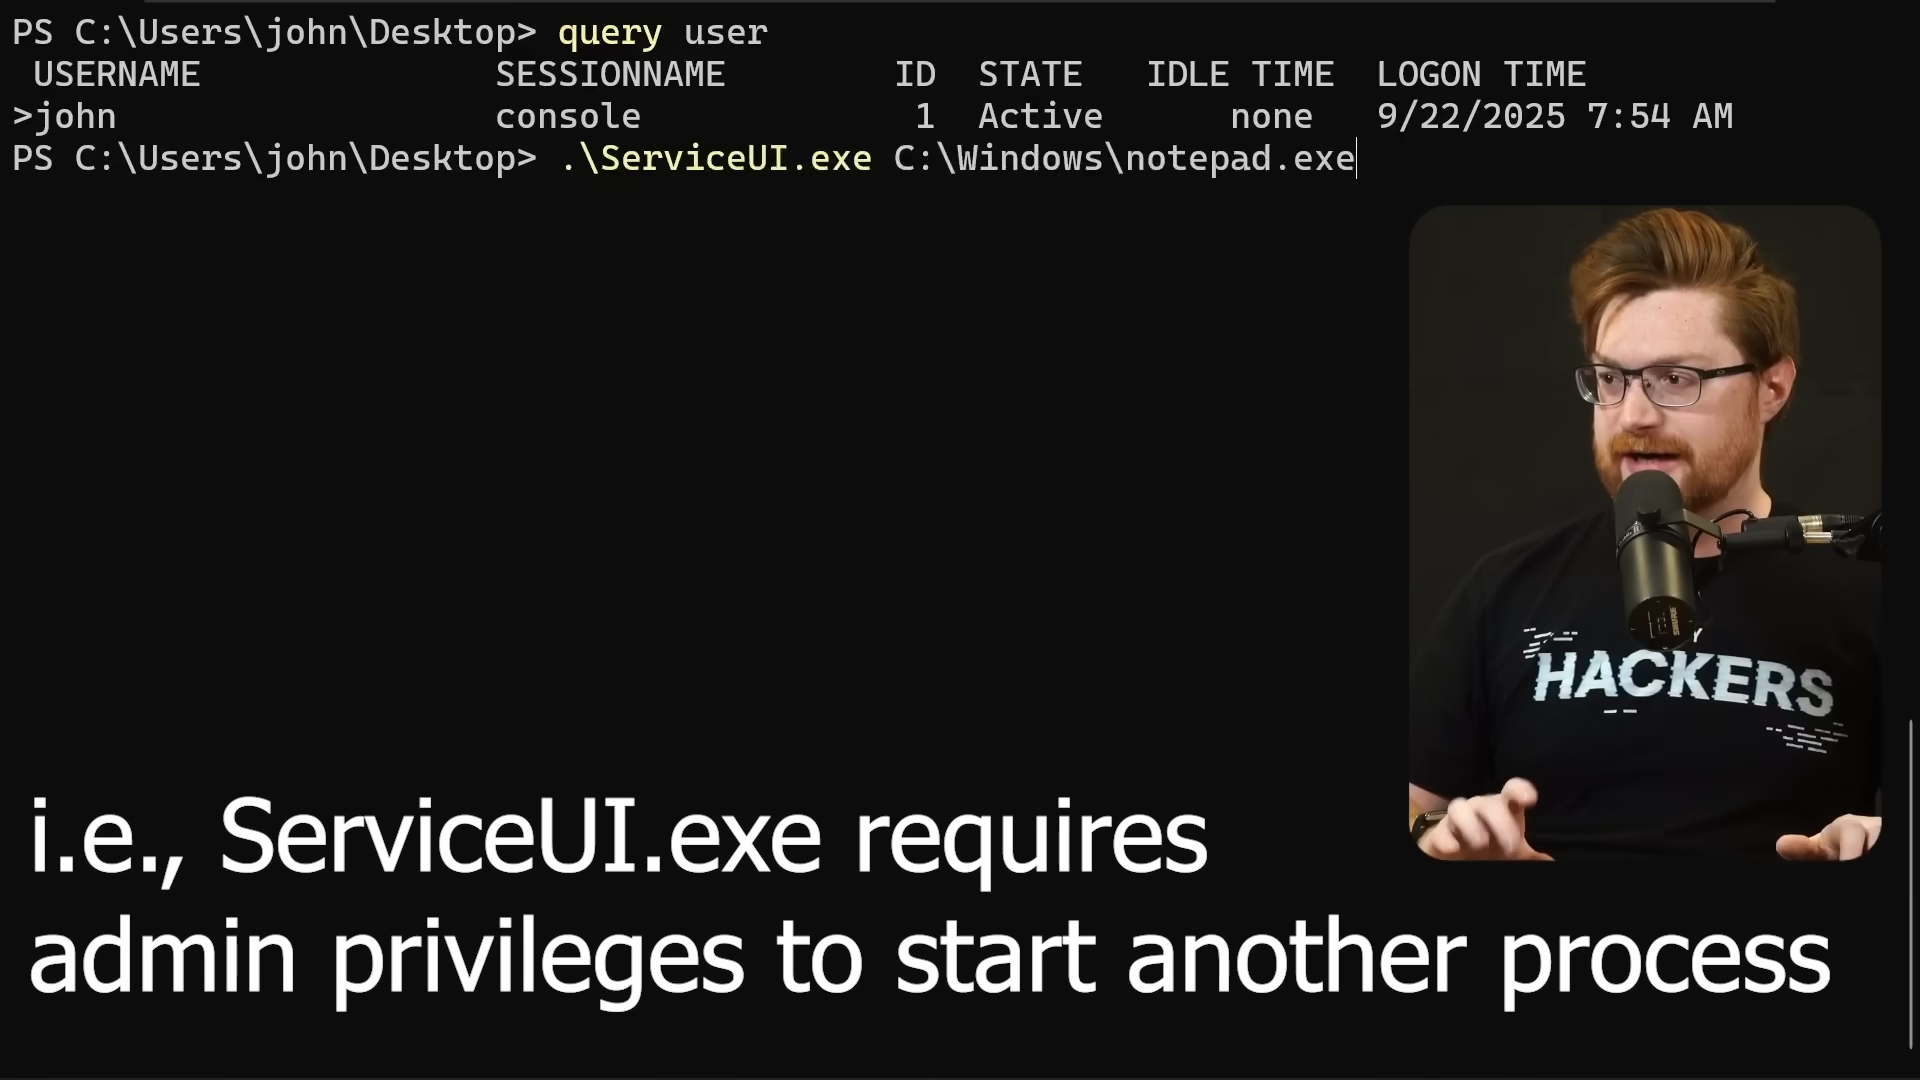 PS C:\Users\john\Desktop> query user
USERNAME SESSIONNAME ID STATE IDLE TIME LOGON TIME
>john console 1 Active none 9/22/2025 7:54 AM
PS C:\Users\john\Desktop> .\ServiceUI.exe C:\Windows\notepad.exe
HACKERS
i.e., ServiceUI.exe requires
admin privileges to start another process